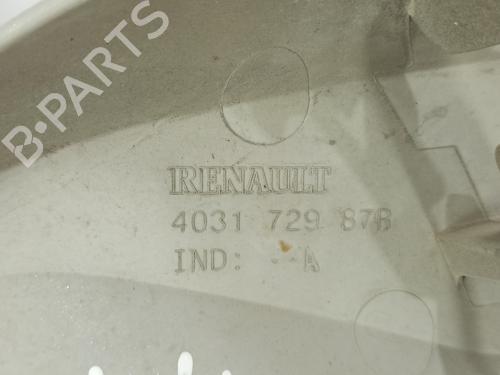 B-PARTS
RENAULT
4031 729 87R
IND: --A